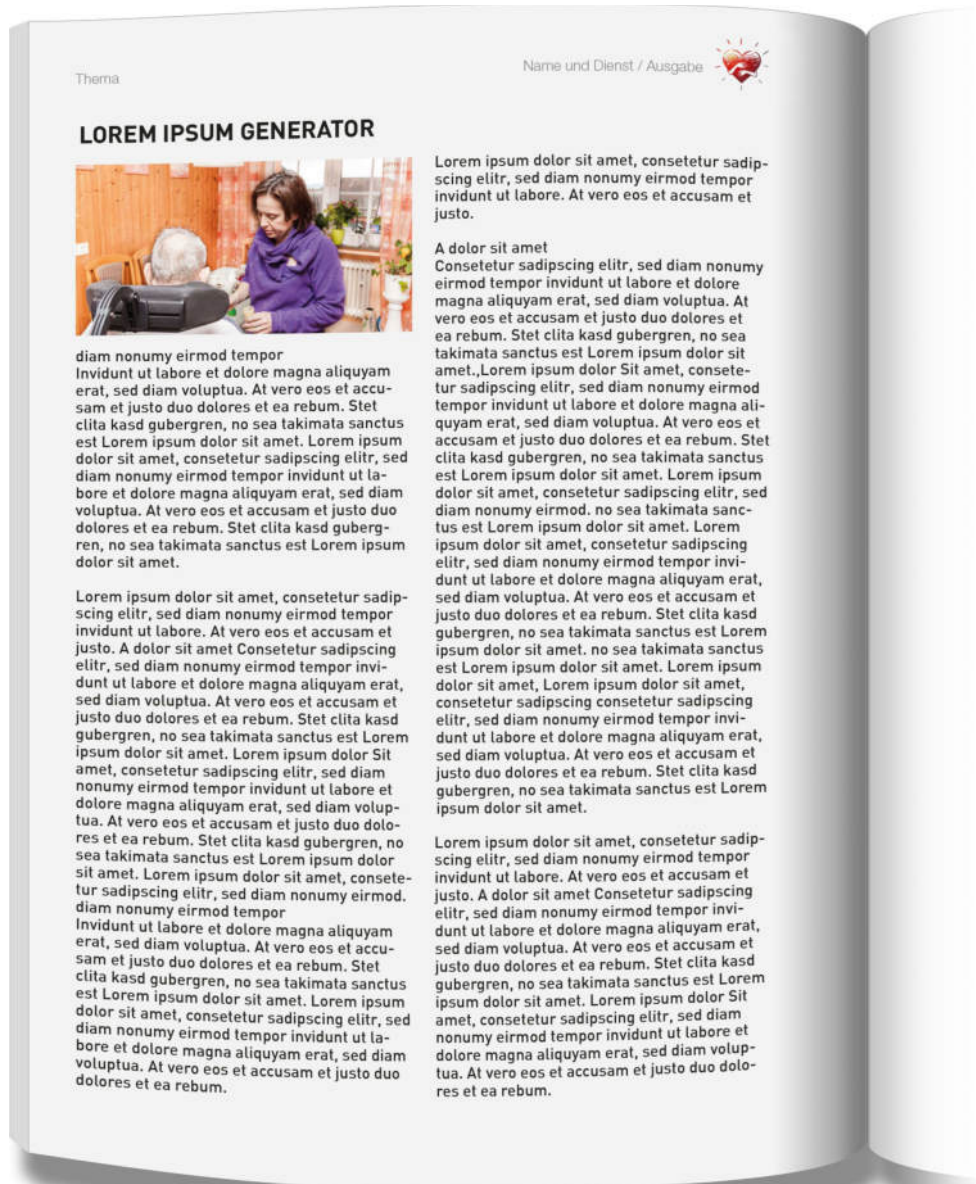 Thema
Name und Dienst / Ausgabe
LOREM IPSUM GENERATOR
diam nonumy eirmod tempor
Invidunt ut labore et dolore magna aliquyam
erat, sed diam voluptua. At vero eos et accu-
sam et justo duo dolores et ea rebum. Stet
clita kasd gubergren, no sea takimata sanctus
est Lorem ipsum dolor sit amet. Lorem ipsum
dolor sit amet, consetetur sadipscing elitr, sed
diam nonumy eirmod tempor invidunt ut la-
bore et dolore magna aliquyam erat, sed diam
voluptua. At vero eos et accusam et justo duo
dolores et ea rebum. Stet clita kasd guberg-
ren, no sea takimata sanctus est Lorem ipsum
dolor sit amet.
Lorem ipsum dolor sit amet, consetetur sadip-
scing elitr, sed diam nonumy eirmod tempor
invidunt ut labore. At vero eos et accusam et
justo. A dolor sit amet Consetetur sadipscing
elitr, sed diam nonumy eirmod tempor invi-
dunt ut labore et dolore magna aliquyam erat,
sed diam voluptua. At vero eos et accusam et
justo duo dolores et ea rebum. Stet clita kasd
gubergren, no sea takimata sanctus est Lorem
ipsum dolor sit amet. Lorem ipsum dolor Sit
amet, consetetur sadipscing elitr, sed diam
nonumy eirmod tempor invidunt ut labore et
dolore magna aliquyam erat, sed diam volup-
tua. At vero eos et accusam et justo duo dolo-
res et ea rebum. Stet clita kasd gubergren, no
sea takimata sanctus est Lorem ipsum dolor
sit amet. Lorem ipsum dolor sit amet, consete-
tur sadipscing elitr, sed diam nonumy eirmod.
diam nonumy eirmod tempor
Invidunt ut labore et dolore magna aliquyam
erat, sed diam voluptua. At vero eos et accu-
sam et justo duo dolores et ea rebum. Stet
clita kasd gubergren, no sea takimata sanctus
est Lorem ipsum dolor sit amet. Lorem ipsum
dolor sit amet, consetetur sadipscing elitr, sed
diam nonumy eirmod tempor invidunt ut la-
bore et dolore magna aliquyam erat, sed diam
voluptua. At vero eos et accusam et justo duo
dolores et ea rebum.
Lorem ipsum dolor sit amet, consetetur sadip-
scing elitr, sed diam nonumy eirmod tempor
invidunt ut labore. At vero eos et accusam et
justo.
A dolor sit amet
Consetetur sadipscing elitr, sed diam nonumy
eirmod tempor invidunt ut labore et dolore
magna aliquyam erat, sed diam voluptua. At
vero eos et accusam et justo duo dolores et
ea rebum. Stet clita kasd gubergren, no sea
takimata sanctus est Lorem ipsum dolor sit
amet.,Lorem ipsum dolor Sit amet, consete-
tur sadipscing elitr, sed diam nonumy eirmod
tempor invidunt ut labore et dolore magna ali-
quyam erat, sed diam voluptua. At vero eos et
accusam et justo duo dolores et ea rebum. Stet
clita kasd gubergren, no sea takimata sanctus
est Lorem ipsum dolor sit amet. Lorem ipsum
dolor sit amet, consetetur sadipscing elitr, sed
diam nonumy eirmod. no sea takimata sanc-
tus est Lorem ipsum dolor sit amet. Lorem
ipsum dolor sit amet, consetetur sadipscing
elitr, sed diam nonumy eirmod tempor invi-
dunt ut labore et dolore magna aliquyam erat,
sed diam voluptua. At vero eos et accusam et
justo duo dolores et ea rebum. Stet clita kasd
gubergren, no sea takimata sanctus est Lorem
ipsum dolor sit amet. no sea takimata sanctus
est Lorem ipsum dolor sit amet. Lorem ipsum
dolor sit amet, Lorem ipsum dolor sit amet,
consetetur sadipscing consetetur sadipscing
elitr, sed diam nonumy eirmod tempor invi-
dunt ut labore et dolore magna aliquyam erat,
sed diam voluptua. At vero eos et accusam et
justo duo dolores et ea rebum. Stet clita kasd
gubergren, no sea takimata sanctus est Lorem
ipsum dolor sit amet.
Lorem ipsum dolor sit amet, consetetur sadip-
scing elitr, sed diam nonumy eirmod tempor
invidunt ut labore. At vero eos et accusam et
justo. A dolor sit amet Consetetur sadipscing
elitr, sed diam nonumy eirmod tempor invi-
dunt ut labore et dolore magna aliquyam erat,
sed diam voluptua. At vero eos et accusam et
justo duo dolores et ea rebum. Stet clita kasd
gubergren, no sea takimata sanctus est Lorem
ipsum dolor sit amet. Lorem ipsum dolor Sit
amet, consetetur sadipscing elitr, sed diam
nonumy eirmod tempor invidunt ut labore et
dolore magna aliquyam erat, sed diam volup-
tua. At vero eos et accusam et justo duo dolo-
res et ea rebum.